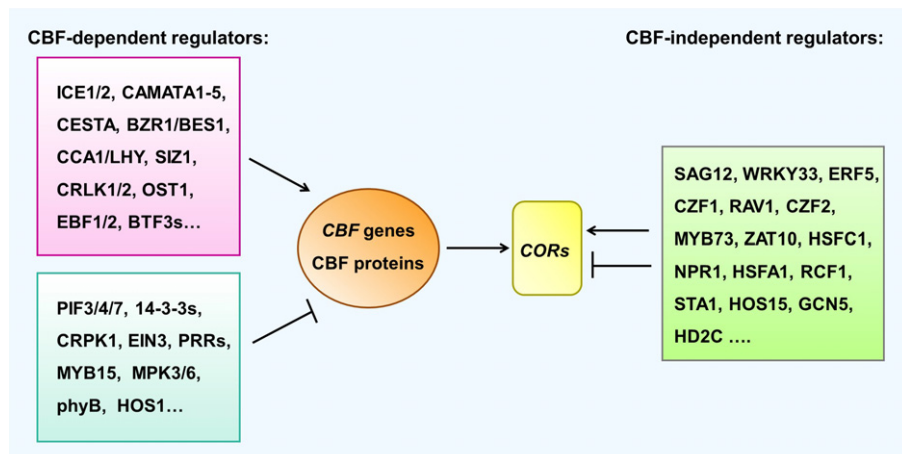 CBF-dependent regulators:
CBF-independent regulators:
ICE1/2, CAMATA1-5,
CESTA, BZR1/BES1,
CCA1/LHY, SIZ1,
CRLK1/2, OST1,
EBF1/2, BTF3s…
PIF3/4/7, 14-3-3s,
CRPK1, EIN3, PRRs,
MYB15, MPK3/6,
phyB, HOS1…
CBF genes
CBF proteins
CORs
SAG12, WRKY33, ERF5,
CZF1, RAV1, CZF2,
MYB73, ZAT10, HSFC1,
NPR1, HSFA1, RCF1,
STA1, HOS15, GCN5,
HD2C ….